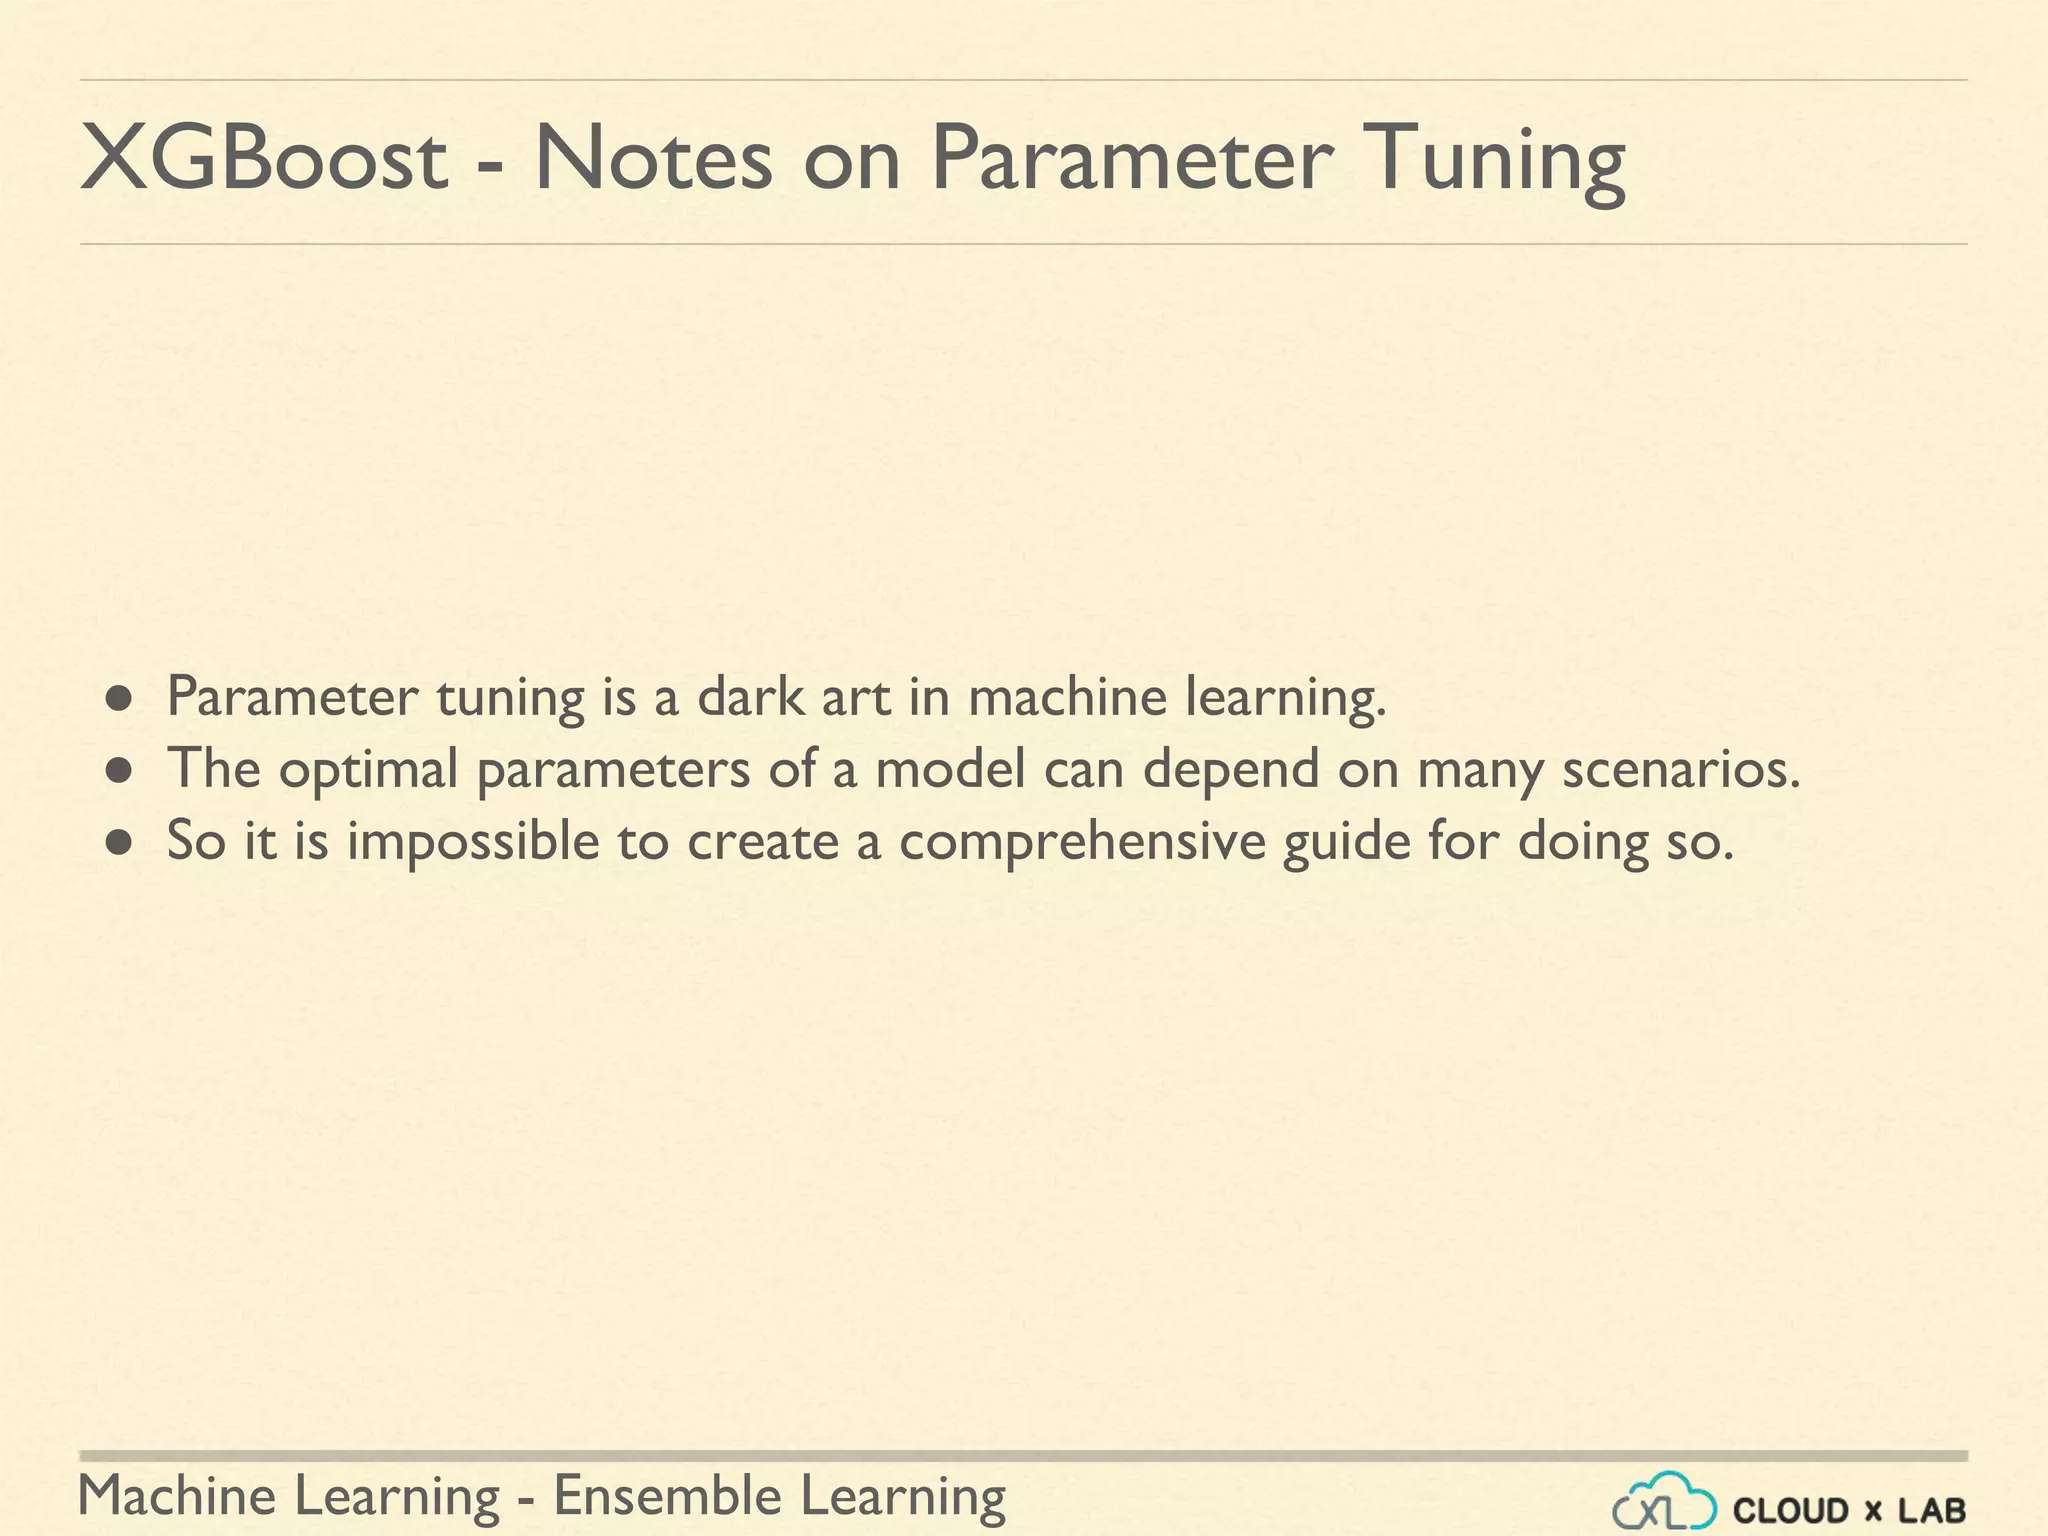 XGBoost - Notes on Parameter Tuning
● Parameter tuning is a dark art in machine learning.
● The optimal parameters of a model can depend on many scenarios.
● So it is impossible to create a comprehensive guide for doing so.
Machine Learning - Ensemble Learning
CXL CLOUD x LAB